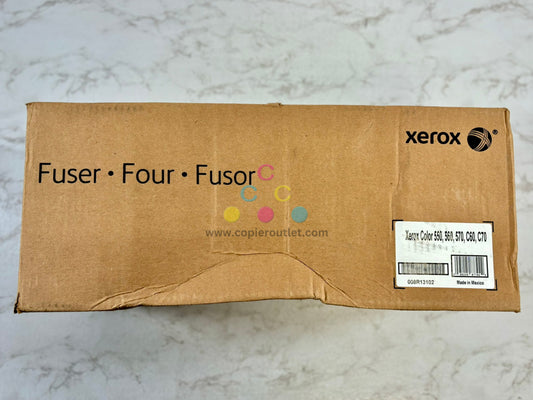 xerox®
Fuser • Four • Fusor
C
C C
www.copieroutlet.com
Xerox Color 550, 560, 570, C60, C70
008R13102
Made in Mexico